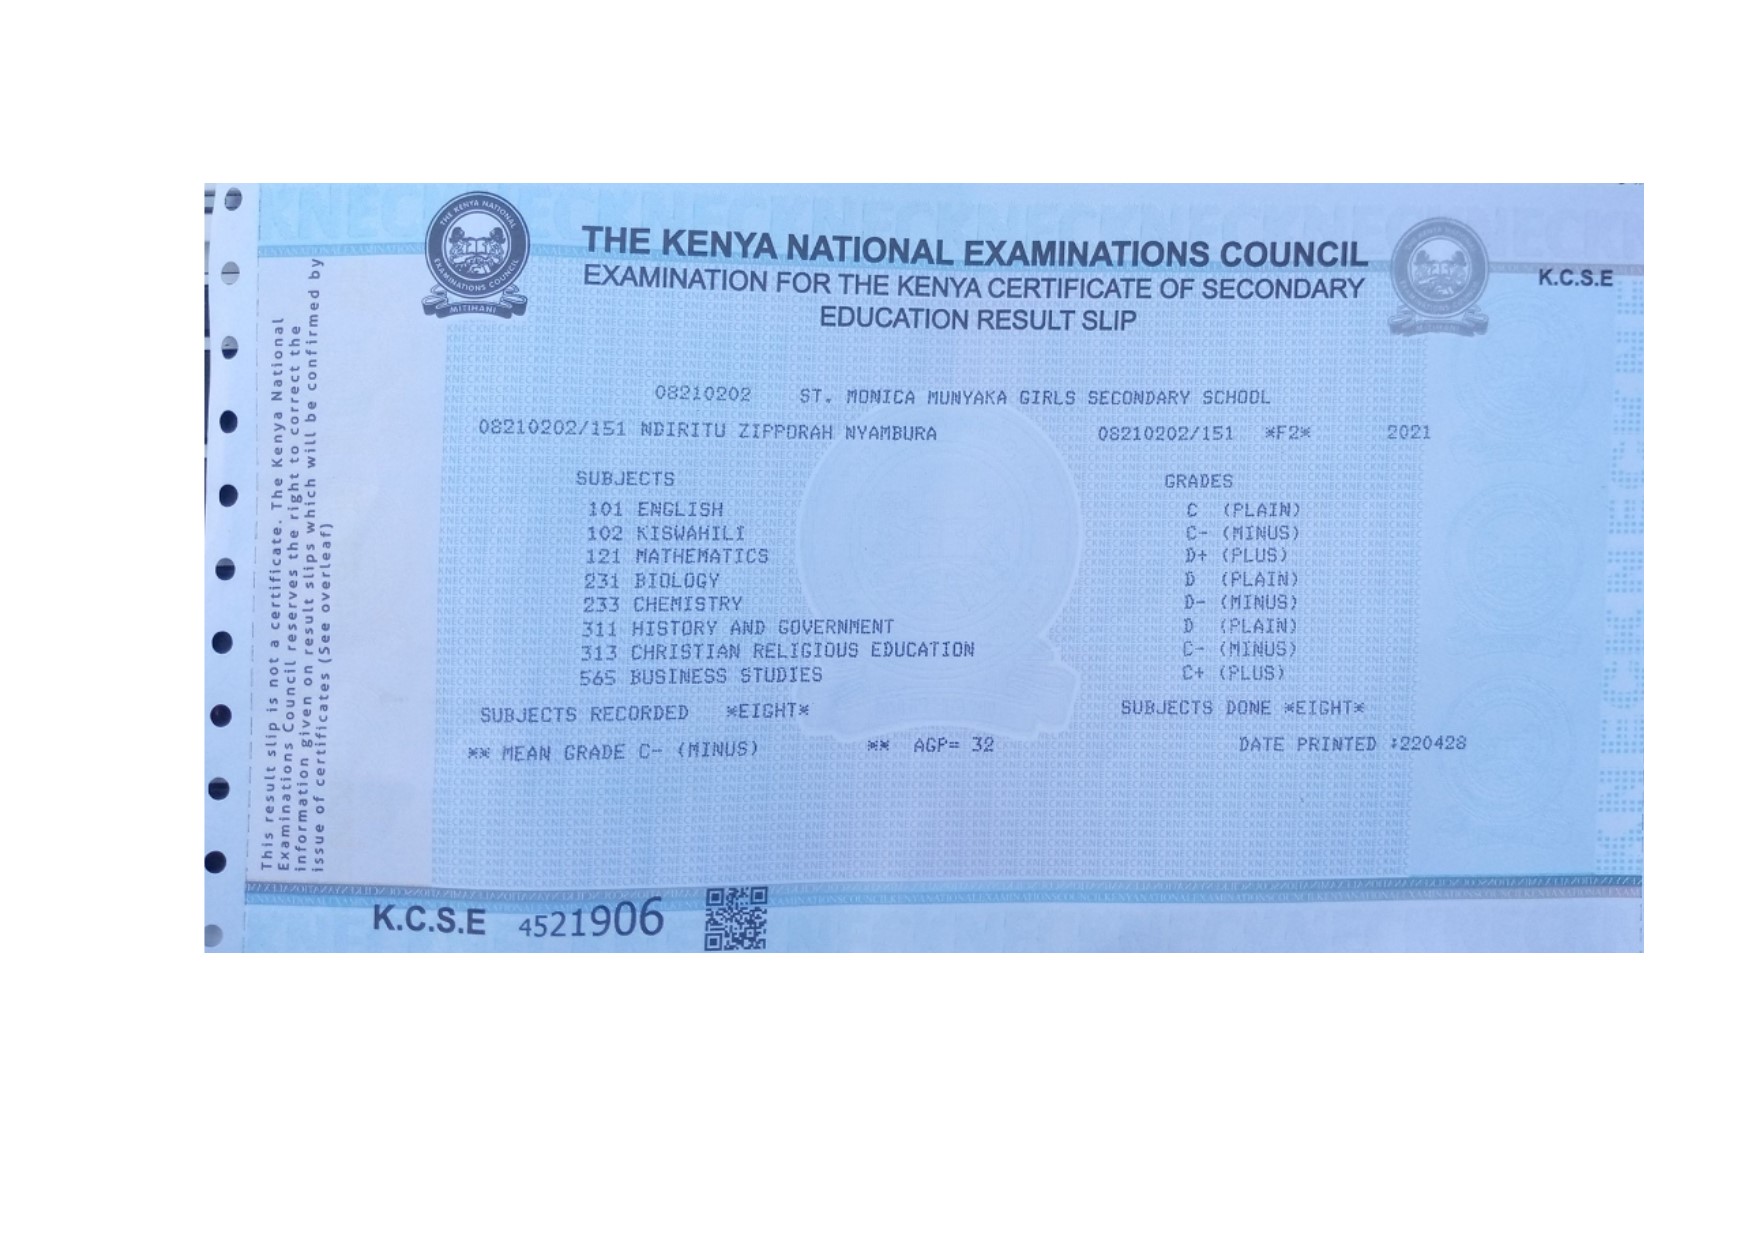 THE KENYA NATIONAL EXAMINATIONS COUNCIL
EXAMINATION FOR THE KENYA CERTIFICATE OF SECONDARY
EDUCATION RESULT SLIP
K.C.S.E
THE KENYA NATIONAL
EXAMINATIONS COUNCIL
MITIHANI
08210202 ST. MONICA MUNYAKA GIRLS SECONDARY SCHOOL
08210202/151 NDIRITU ZIPPORAH NYAMBURA 08210202/151 *F2* 2021
SUBJECTS GRADES
101 ENGLISH C (PLAIN)
102 KISWAHILI C- (MINUS)
121 MATHEMATICS D+ (PLUS)
231 BIOLOGY D (PLAIN)
233 CHEMISTRY D- (MINUS)
311 HISTORY AND GOVERNMENT D (PLAIN)
313 CHRISTIAN RELIGIOUS EDUCATION C- (MINUS)
565 BUSINESS STUDIES C+ (PLUS)
SUBJECTS RECORDED *EIGHT* SUBJECTS DONE *EIGHT*
** MEAN GRADE C- (MINUS) ** AGP= 32 DATE PRINTED :220428
This result slip is not a certificate. The Kenya National
Examinations Council reserves the right to correct the
information given on result slips which will be confirmed by
issue of certificates (See overleaf)
K.C.S.E 4521906